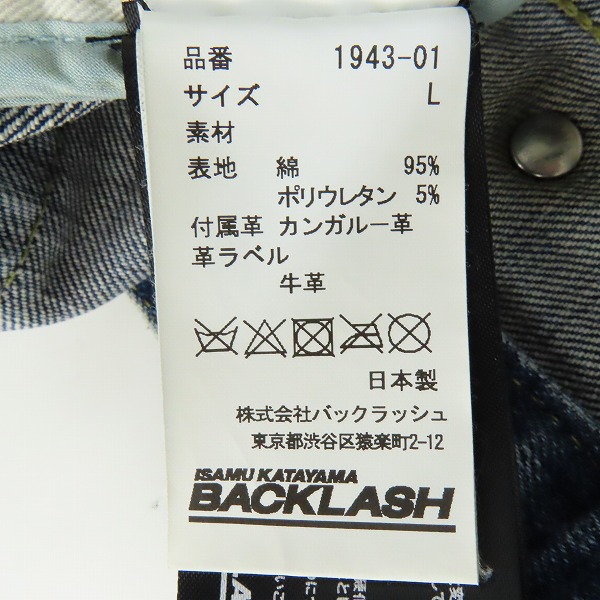 品番 1943-01
サイズ L
素材
表地 綿 95%
ポリウレタン 5%
付属革 カンガルー革
革ラベル
牛革
日本製
株式会社バックラッシュ
東京都渋谷区猿楽町2-12
ISAMU KATAYAMA
BACKLASH